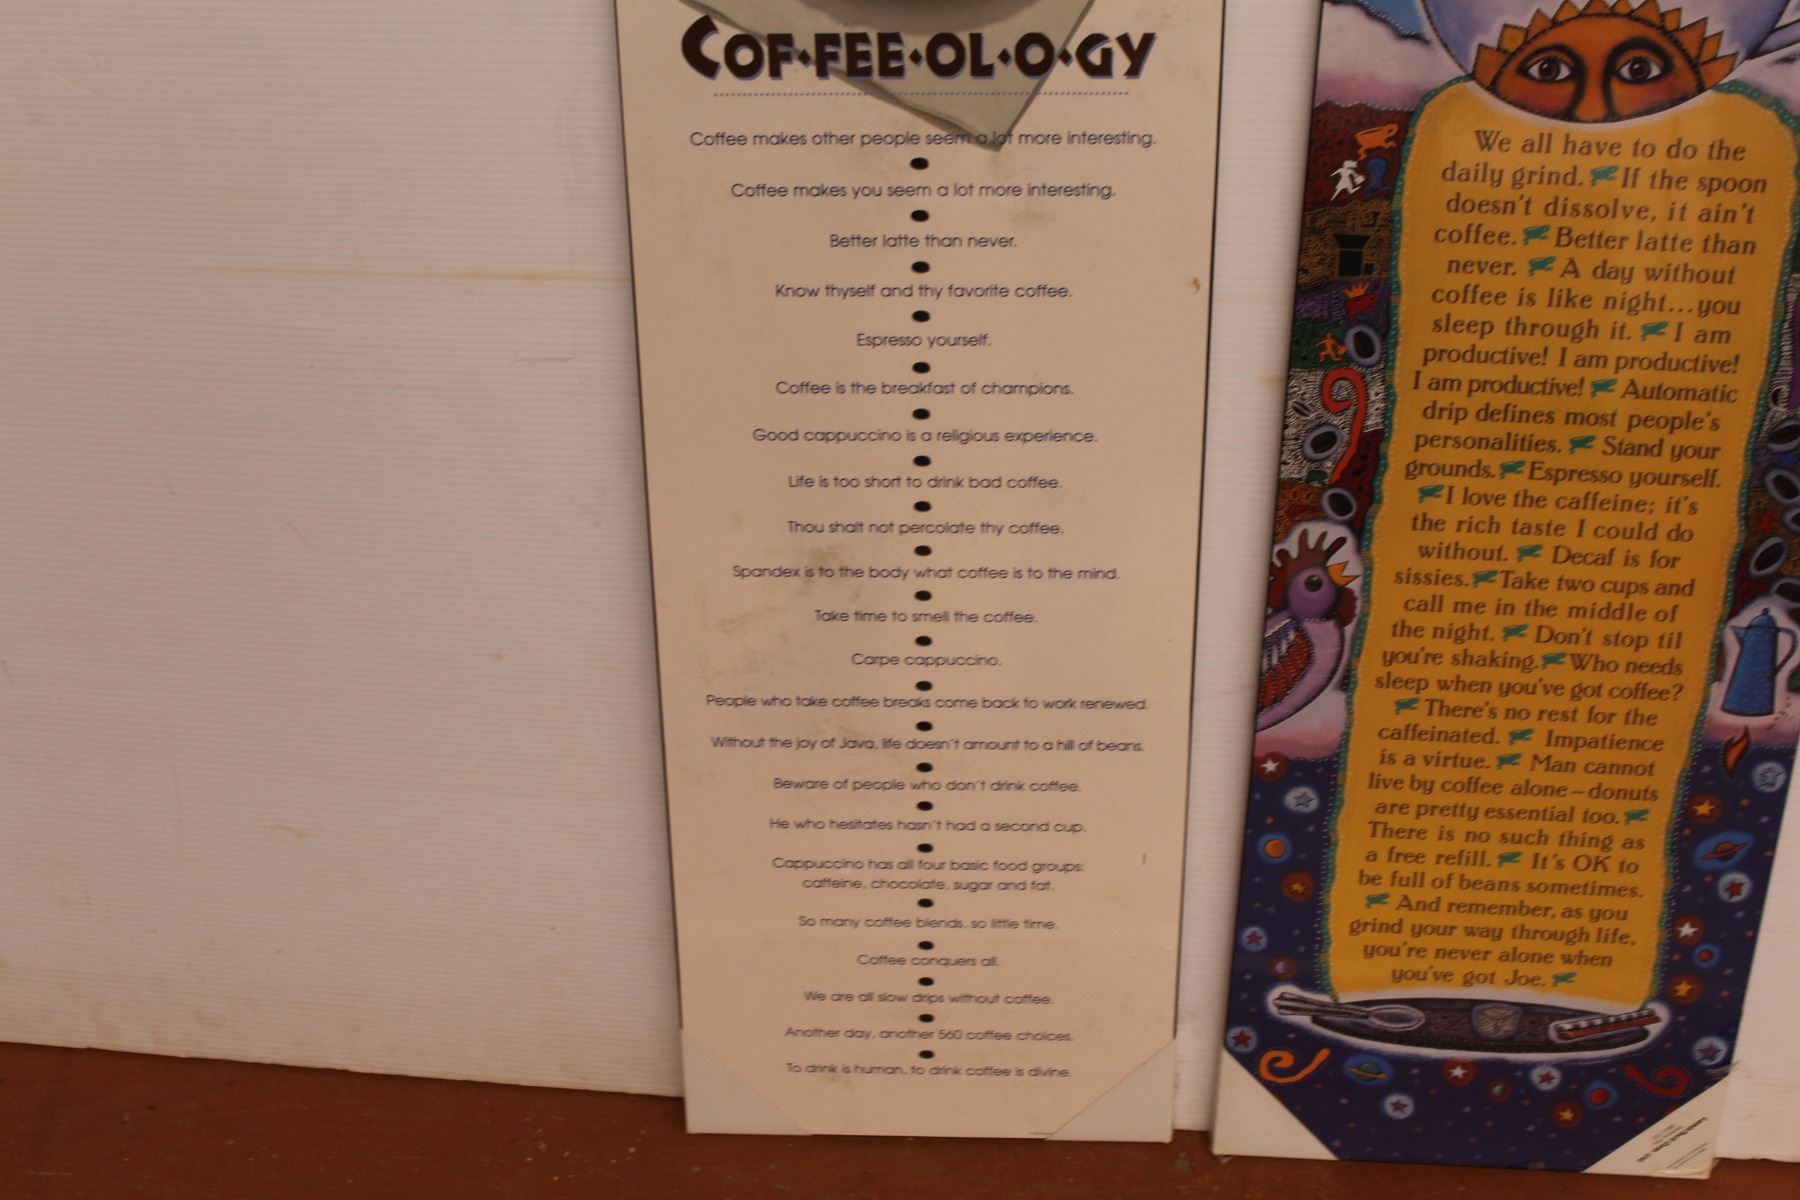 COF•FEE•OL•O•GY
Coffee makes other people seem a lot more interesting.
Coffee makes you seem a lot more interesting.
Better latte than never.
Know thyself and thy favorite coffee.
Espresso yourself.
Coffee is the breakfast of champions.
Good cappuccino is a religious experience.
Life is too short to drink bad coffee.
Thou shalt not percolate thy coffee.
Spandex is to the body what coffee is to the mind.
Take time to smell the coffee.
Carpe cappuccino.
People who take coffee breaks come back to work renewed.
Without the joy of Java, life doesn't amount to a hill of beans.
Beware of people who don't drink coffee.
He who hesitates hasn't had a second cup.
Cappuccino has all four basic food groups:
caffeine, chocolate, sugar and fat.
So many coffee blends, so little time.
Coffee conquers all.
We are all slow drips without coffee.
Another day, another 560 coffee choices.
To drink is human, to drink coffee is divine.
We all have to do the
daily grind. If the spoon
doesn't dissolve, it ain't
coffee. Better latte than
never. A day without
coffee is like night...you
sleep through it. I am
productive! I am productive!
I am productive! Automatic
drip defines most people's
personalities. Stand your
grounds. Espresso yourself.
I love the caffeine; it's
the rich taste I could do
without. Decaf is for
sissies. Take two cups and
call me in the middle of
the night. Don't stop til
you're shaking. Who needs
sleep when you've got coffee?
There's no rest for the
caffeinated. Impatience
is a virtue. Man cannot
live by coffee alone–donuts
are pretty essential too.
There is no such thing as
a free refill. It's OK to
be full of beans sometimes.
And remember, as you
grind your way through life,
you're never alone when
you've got Joe.